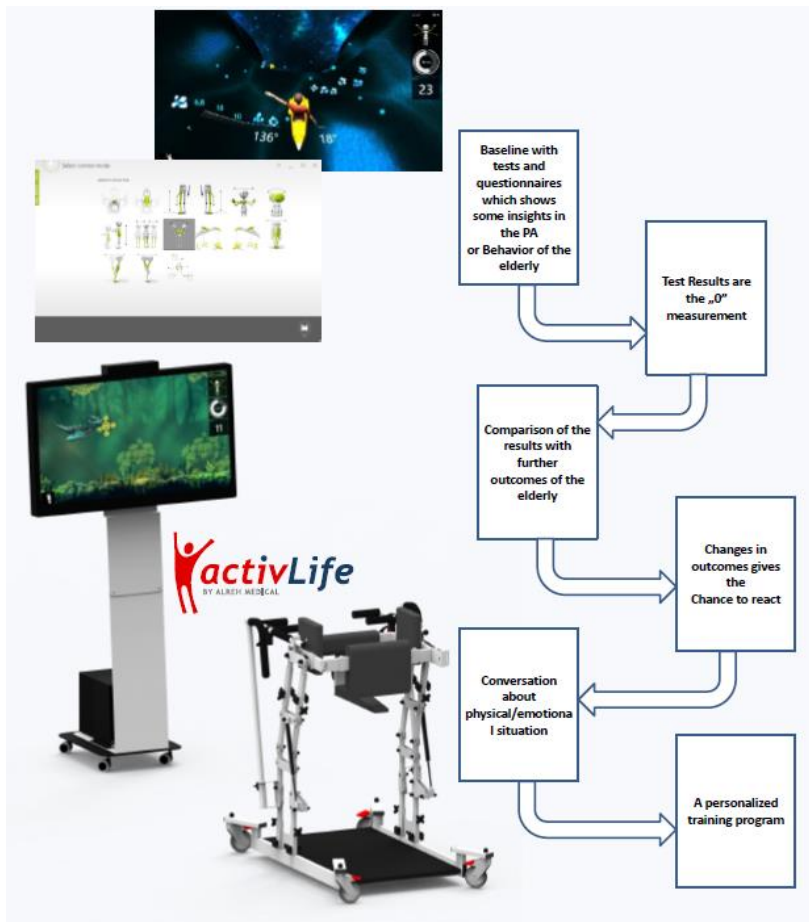 23
136°
18°
Baseline with
tests and
questionnaires
which shows
some insights in
the PA
or Behavior of the
elderly
Test Results are
the „0”
measurement
11
Comparison of the
results with
further
outcomes of the
elderly
activLife
BY ALREH MEDICAL
Changes in
outcomes gives
the
Chance to react
Conversation
about
physical/emotiona
l situation
A personalized
training program